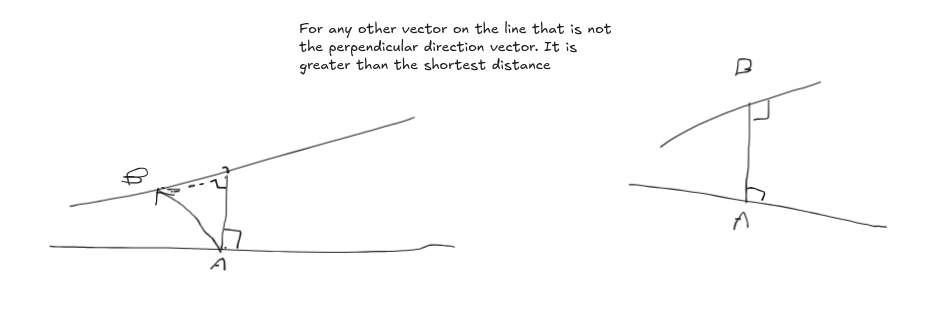 For any other vector on the line that is not
the perpendicular direction vector. It is
greater than the shortest distance
B
B
A
A